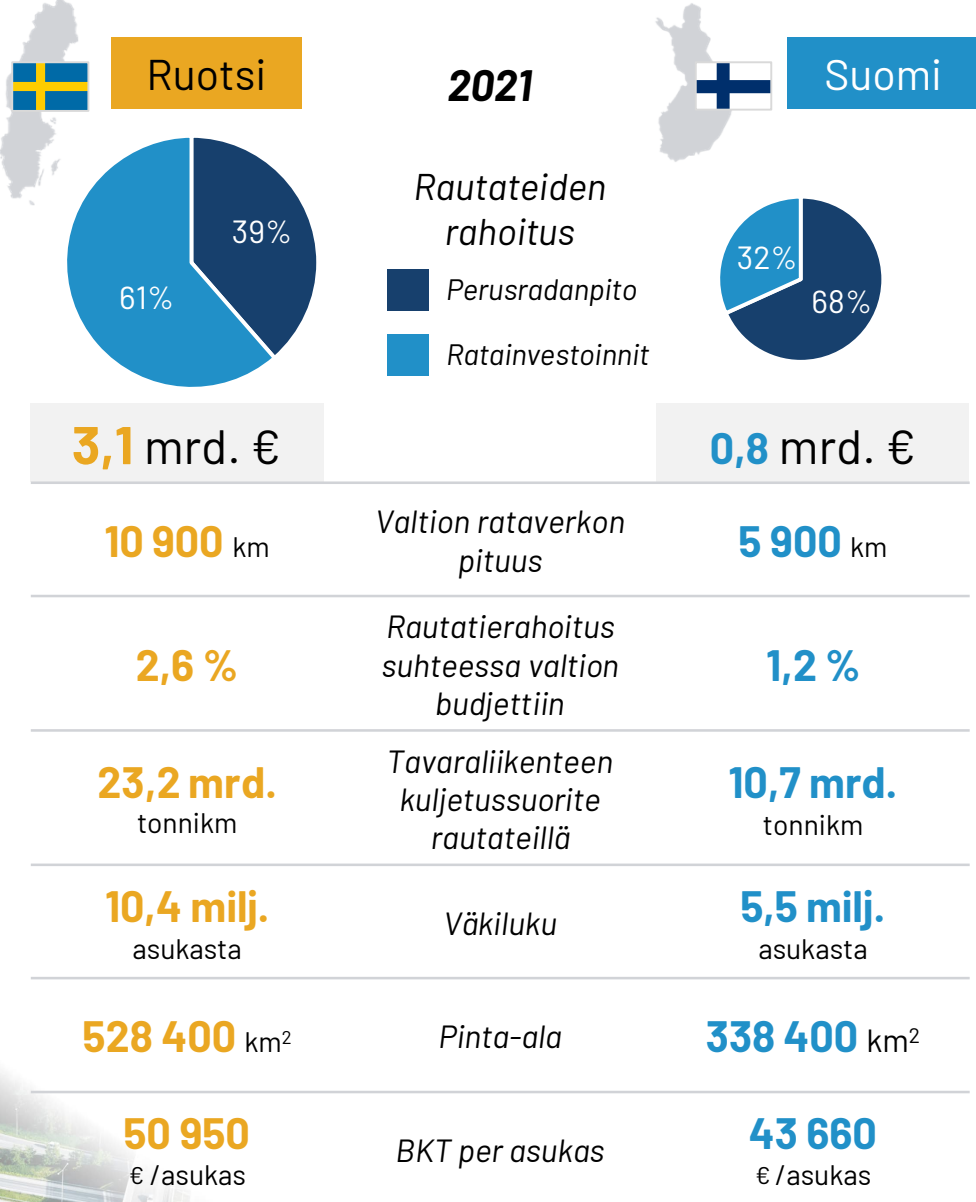 Ruotsi
2021
Suomi
Rautateiden
rahoitus
39%
61%
Perusradanpito
Ratainvestoinnit
32%
68%
3,1 mrd. €
0,8 mrd. €
10 900 km
Valtion rataverkon
pituus
5 900 km
2,6 %
Rautatierahoitus
suhteessa valtion
budjettiin
1,2 %
23,2 mrd.
tonnikm
Tavaraliikenteen
kuljetussuorite
rautateillä
10,7 mrd.
tonnikm
10,4 milj.
asukasta
Väkiluku
5,5 milj.
asukasta
528 400 km²
Pinta-ala
338 400 km²
50 950
€ /asukas
BKT per asukas
43 660
€ /asukas